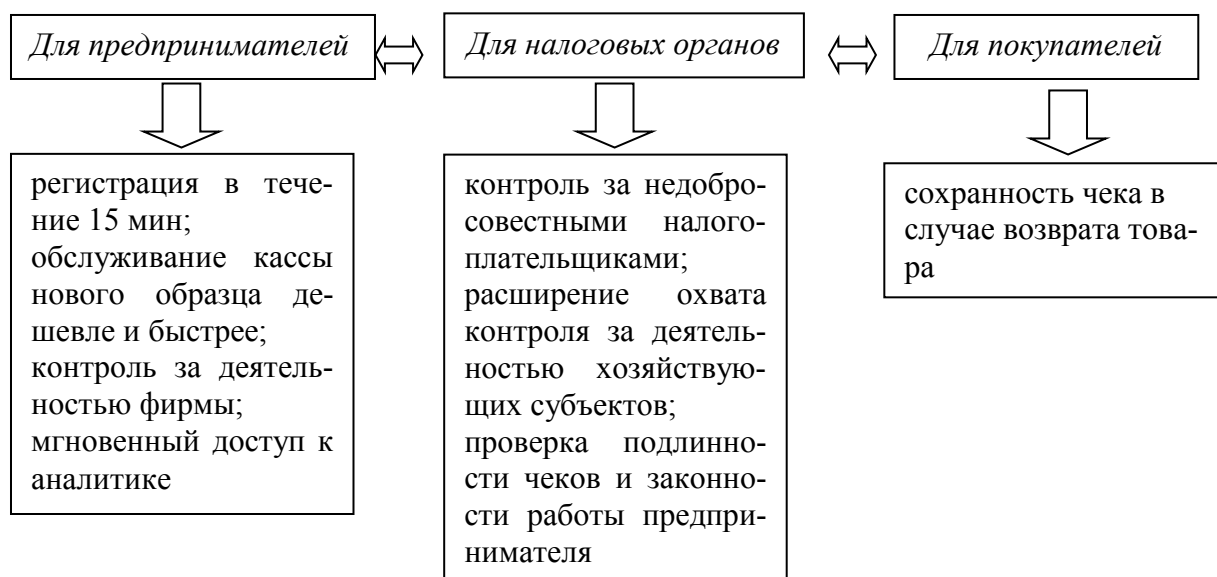 Для предпринимателей
Для налоговых органов
Для покупателей
регистрация в тече-
ние 15 мин;
обслуживание кассы
нового образца де-
шевле и быстрее;
контроль за деятель-
ностью фирмы;
мгновенный доступ к
аналитике
контроль за недобро-
совестными налого-
плательщиками;
расширение охвата
контроля за деятель-
ностью хозяйствую-
щих субъектов;
проверка подлинно-
сти чеков и законно-
сти работы предпри-
нимателя
сохранность чека в
случае возврата това-
ра